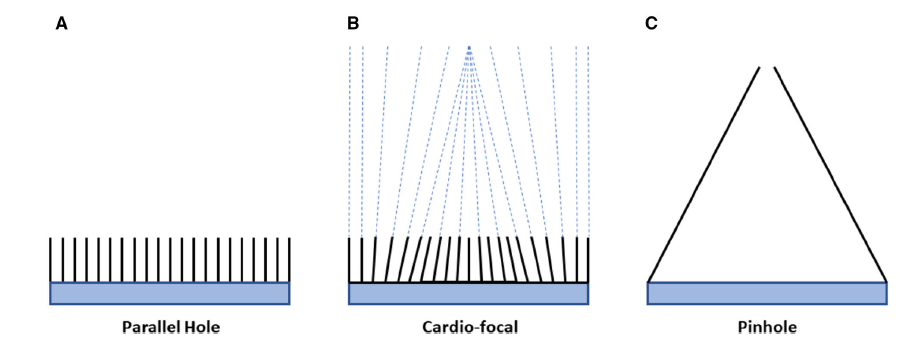 A
B
C
Parallel Hole
Cardio-focal
Pinhole